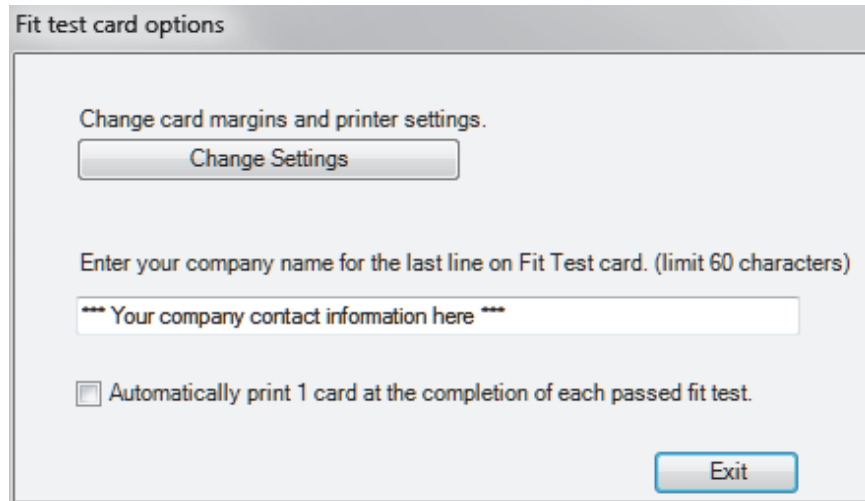 Fit test card options
Change card margins and printer settings.
Change Settings
Enter your company name for the last line on Fit Test card. (limit 60 characters)
*** Your company contact information here ***
Automatically print 1 card at the completion of each passed fit test.
Exit